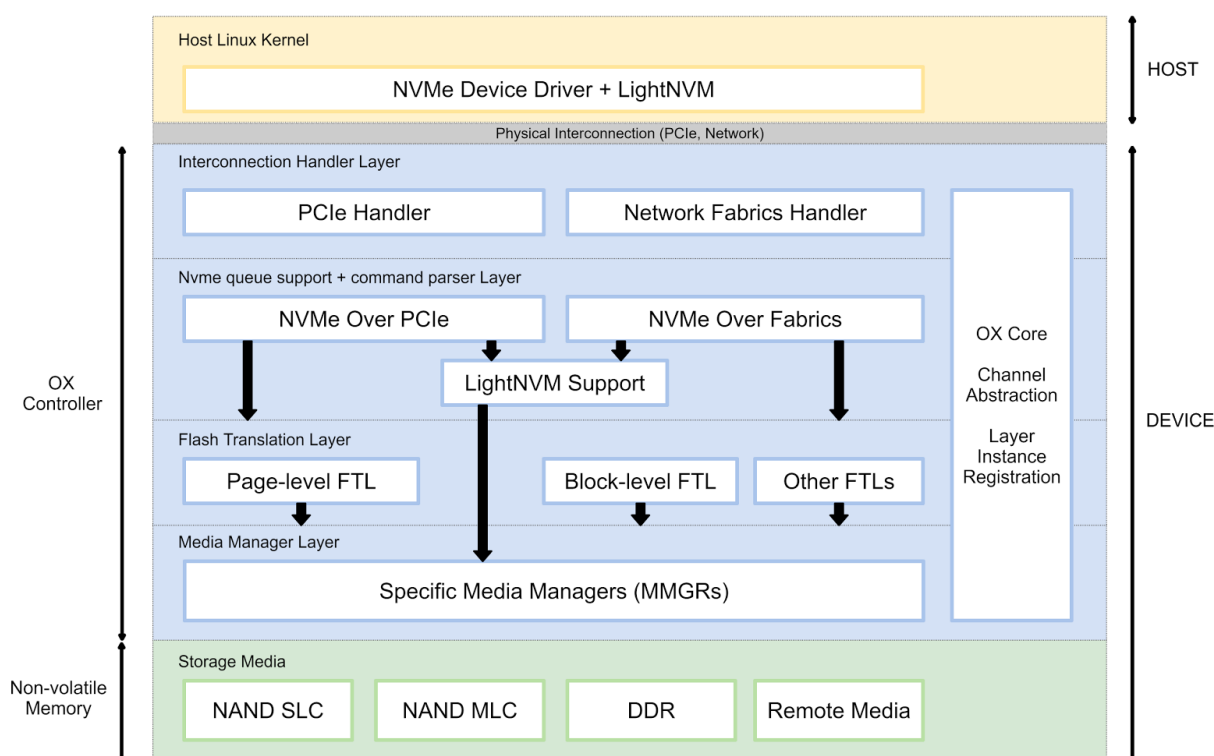 Host Linux Kernel
NVMe Device Driver + LightNVM
HOST
Physical Interconnection (PCIe, Network)
Interconnection Handler Layer
PCIe Handler
Network Fabrics Handler
Nvme queue support + command parser Layer
NVMe Over PCIe
NVMe Over Fabrics
LightNVM Support
OX Core
Channel
Abstraction
Layer
Instance
Registration
OX
Controller
DEVICE
Flash Translation Layer
Page-level FTL
Block-level FTL
Other FTLs
Media Manager Layer
Specific Media Managers (MMGRs)
Storage Media
Non-volatile
Memory
NAND SLC
NAND MLC
DDR
Remote Media